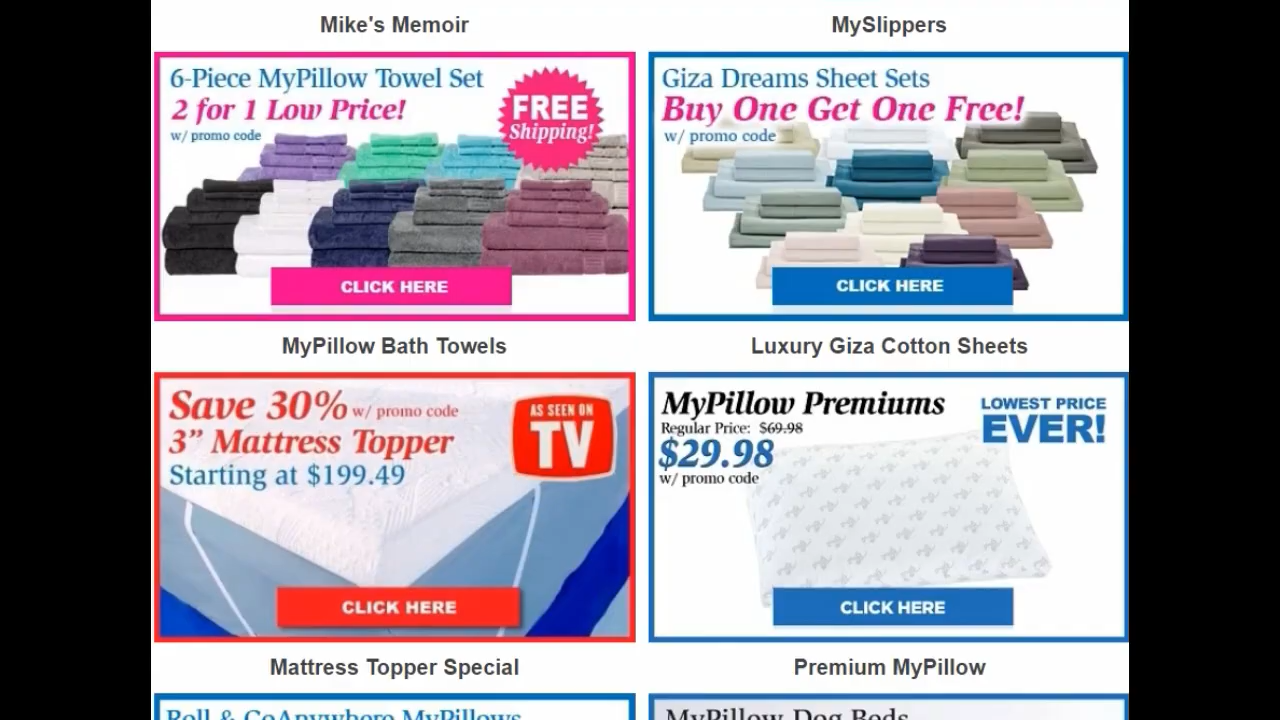 Mike's Memoir
MySlippers
6-Piece MyPillow Towel Set
2 for 1 Low Price!
w/ promo code
FREE
Shipping!
CLICK HERE
Giza Dreams Sheet Sets
Buy One Get One Free!
w/ promo code
CLICK HERE
MyPillow Bath Towels
Luxury Giza Cotton Sheets
Save 30% w/ promo code
3” Mattress Topper
Starting at $199.49
AS SEEN ON
TV
CLICK HERE
MyPillow Premiums
Regular Price: $69.98
$29.98
w/ promo code
LOWEST PRICE
EVER!
CLICK HERE
Mattress Topper Special
Premium MyPillow
Roll & GoAnywhere MyPillows
MyPillow Dog Beds